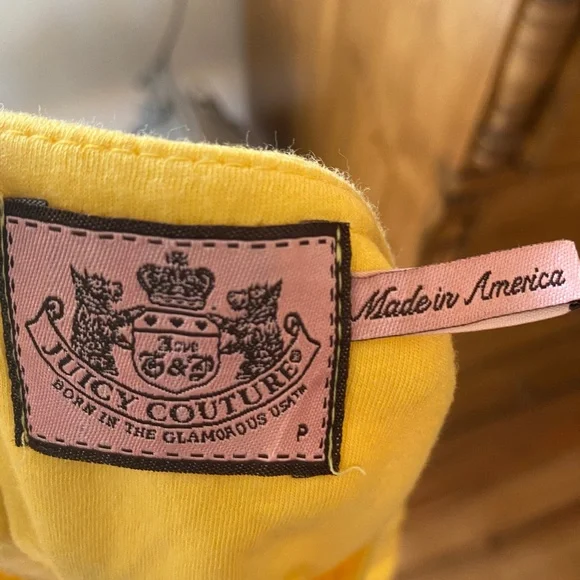 Love
G&P
JUICY COUTURE®
BORN IN THE GLAMOROUS USA™
P
Made in America